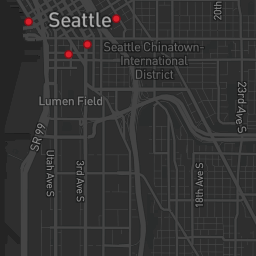 20th
Seattle
Seattle Chinatown-
International
District
Lumen Field
23rd Ave S
SR 99
Utah Ave S
3rd Ave S
18th Ave S